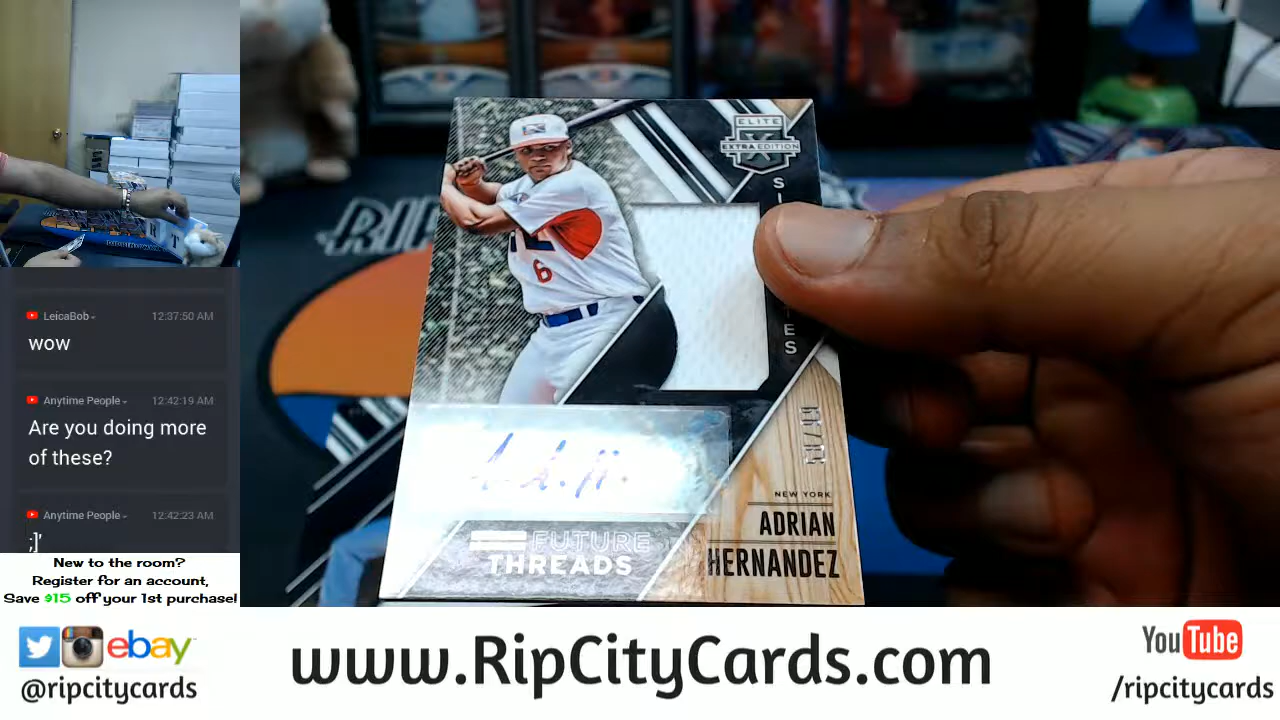 LeicaBob
12:37:50 AM
wow
Anytime People
12:42:19 AM
Are you doing more
of these?
Anytime People
12:42:23 AM
;]'
New to the room?
Register for an account,
Save $15 off your 1st purchase!
ELITE
EXTRA EDITION
6
NEW YORK
ADRIAN
HERNANDEZ
FUTURE
THREADS
RIP
ebay
@ripcitycards
www.RipCityCards.com
YouTube
/ripcitycards